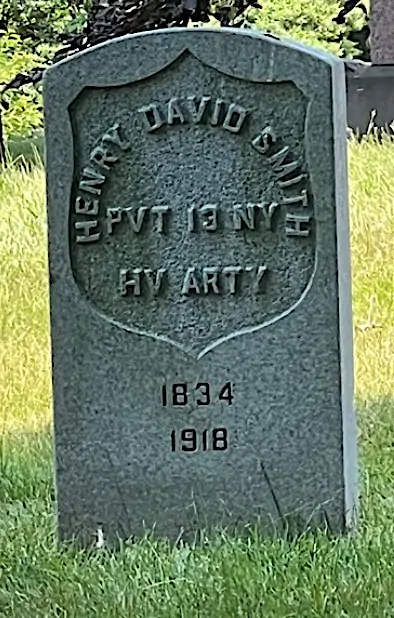 HENRY DAVID SMITH
PVT 13 NY
HV ARTY
1834
1918